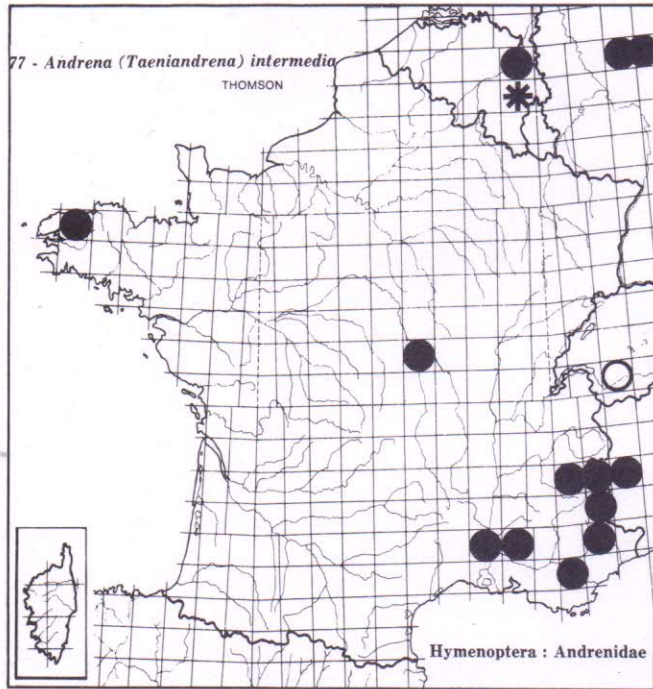 77 - Andrena (Taeniandrena) intermedia
THOMSON
Hymenoptera : Andrenidae